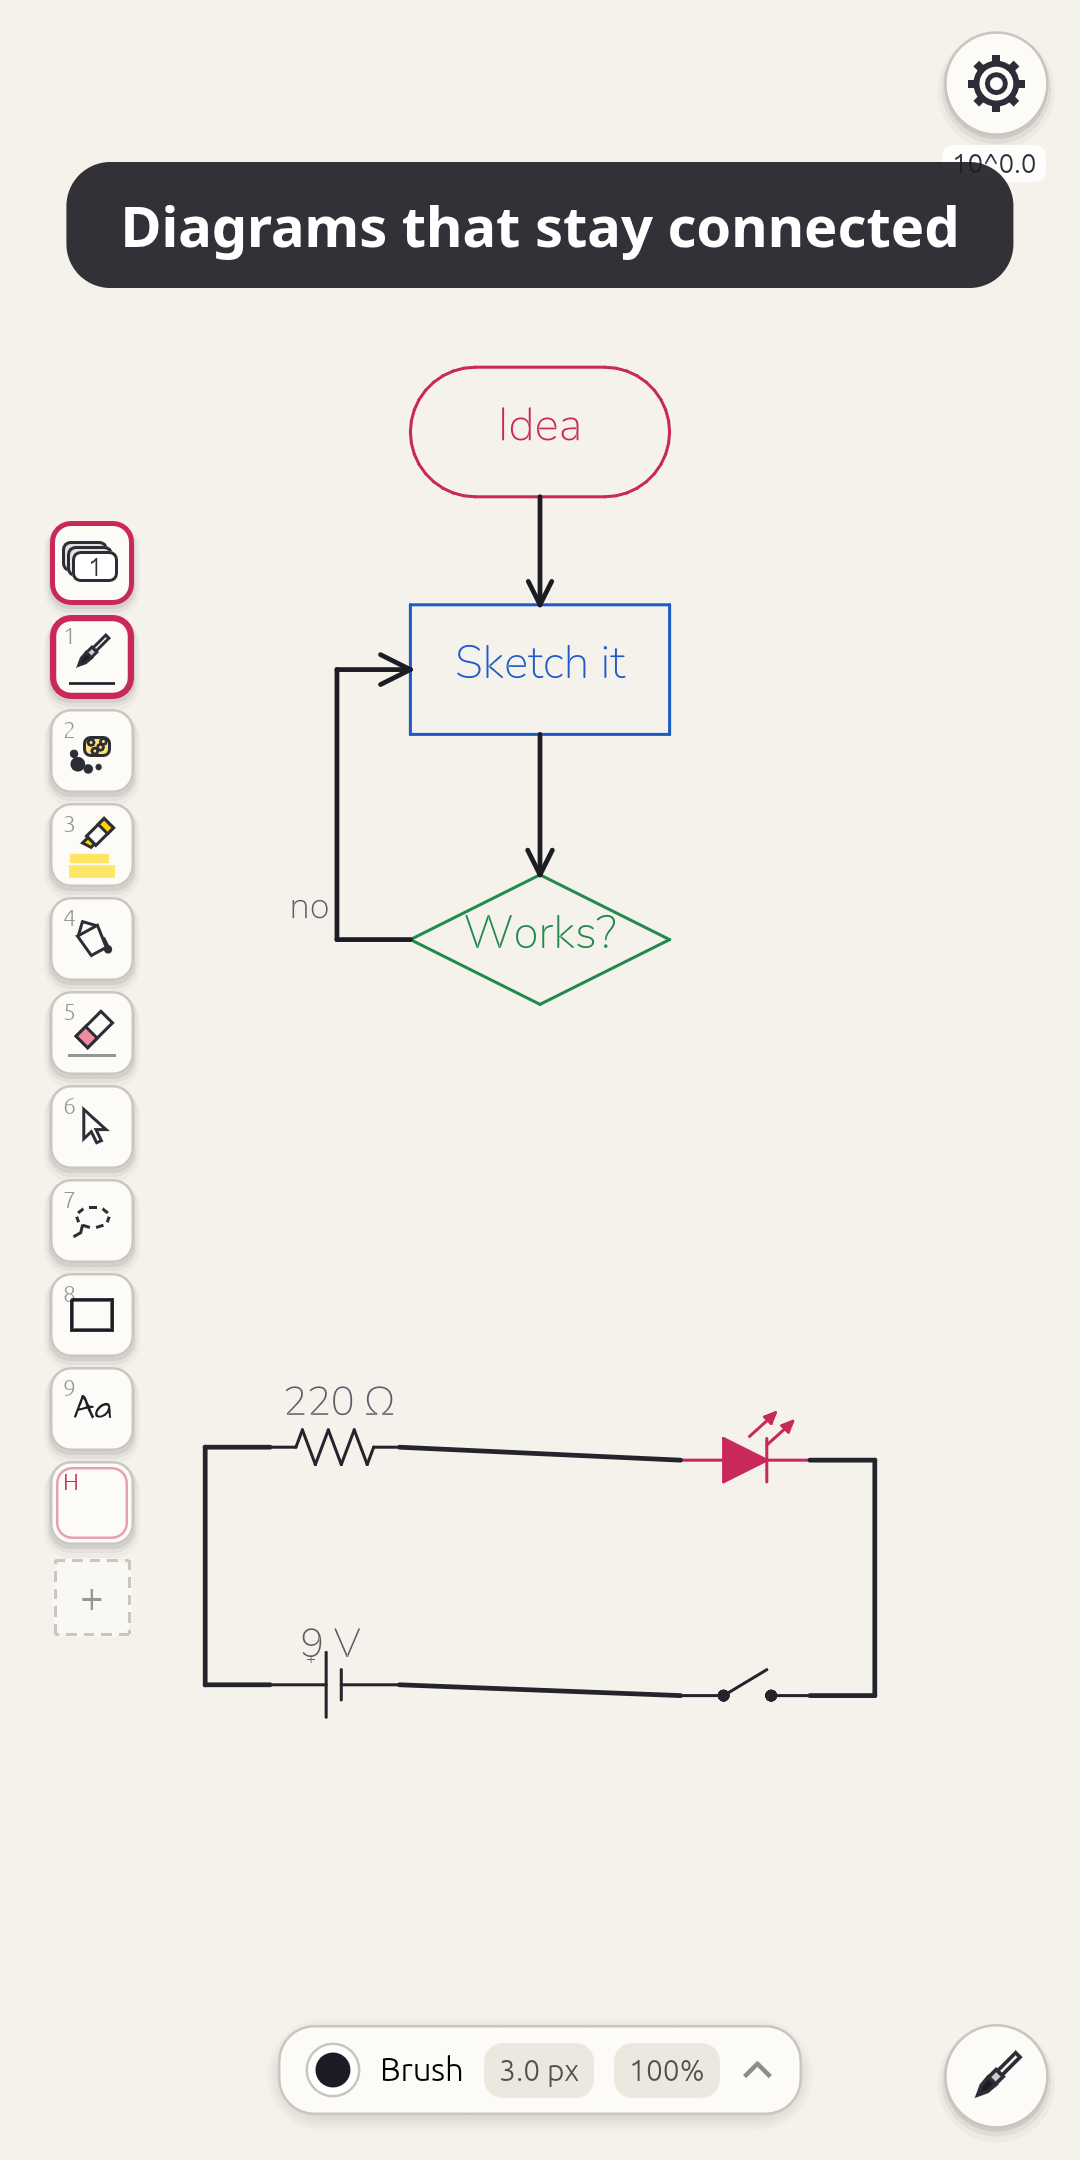 10^0.0
Diagrams that stay connected
Idea
1
1
Sketch it
2
3
no
Works?
4
5
6
7
8
9
Aa
220 Ω
H
+
9 V
+
Brush
3.0 px
100%